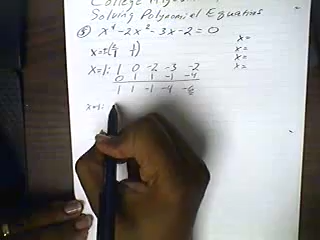 College Algebra
Solving Polynomial Equations
⑤ x⁴-2x²-3x-2=0
x=±(2/1 1/1)
x=
x=
x=
x=
x=1: 1 0 -2 -3 -2
0 1 1 -1 -4
1 1 -1 -4 -6